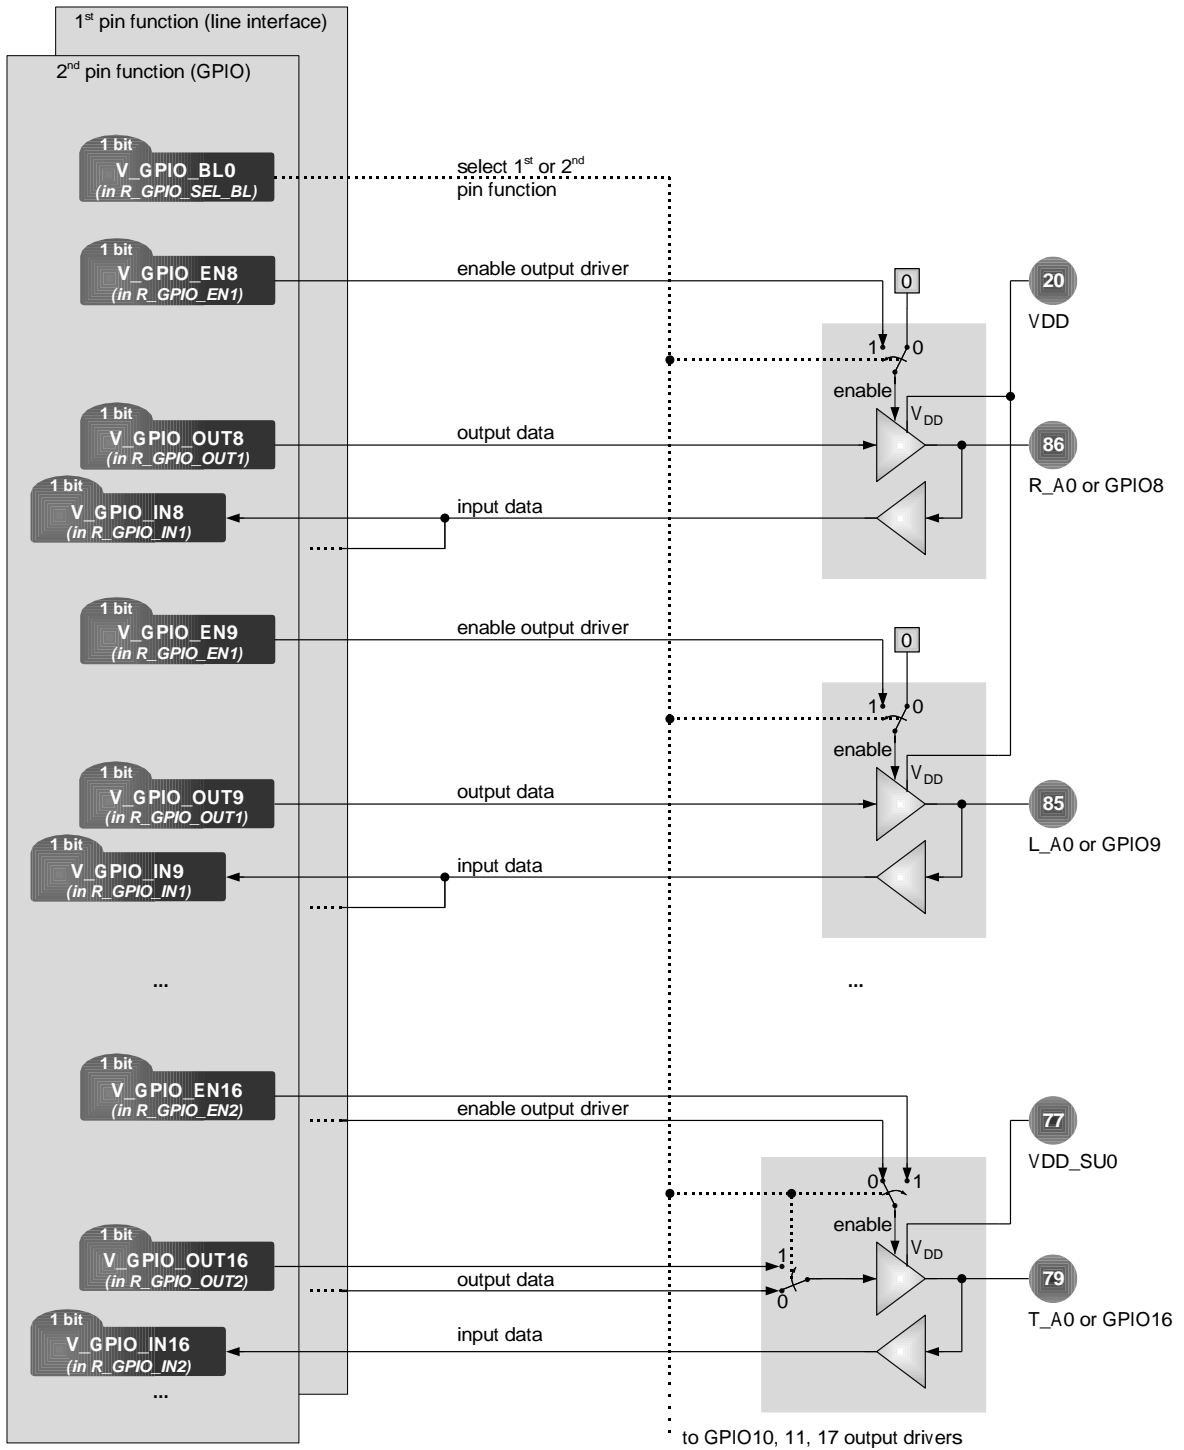 1st pin function (line interface)
2nd pin function (GPIO)
1 bit
V_GPIO_BL0
(in R_GPIO_SEL_BL)
select 1st or 2nd
pin function
1 bit
V_GPIO_EN8
(in R_GPIO_EN1)
enable output driver
0
20
VDD
1 0
enable
VDD
1 bit
V_GPIO_OUT8
(in R_GPIO_OUT1)
output data
86
R_A0 or GPIO8
1 bit
V_GPIO_IN8
(in R_GPIO_IN1)
input data
1 bit
V_GPIO_EN9
(in R_GPIO_EN1)
enable output driver
0
1 0
enable
VDD
1 bit
V_GPIO_OUT9
(in R_GPIO_OUT1)
output data
85
L_A0 or GPIO9
1 bit
V_GPIO_IN9
(in R_GPIO_IN1)
input data
... ...
1 bit
V_GPIO_EN16
(in R_GPIO_EN2)
enable output driver
77
VDD_SU0
0 1
enable
VDD
1 bit
V_GPIO_OUT16
(in R_GPIO_OUT2)
output data
1
0
79
T_A0 or GPIO16
1 bit
V_GPIO_IN16
(in R_GPIO_IN2)
input data
...
to GPIO10, 11, 17 output drivers